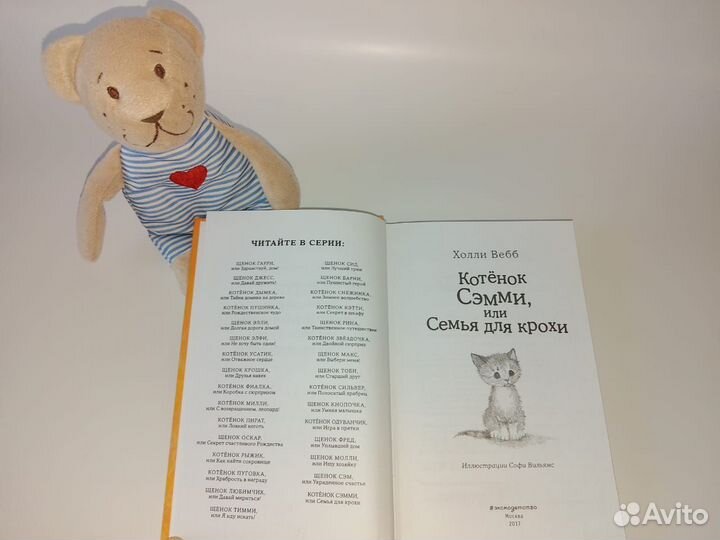 ЧИТАЙТЕ В СЕРИИ:
ЩЕНОК ГАРРИ,
или Здравствуй, дом!
ЩЕНОК ДЖЕСС,
или Давай дружить!
КОТЁНОК ДЫМКА,
или Тайна домика на дереве
КОТЁНОК ПУШИНКА,
или Рождественское чудо
ЩЕНОК ЭЛЛИ,
или Долгая дорога домой
ЩЕНОК ЭЛФИ,
или Не хочу быть один!
КОТЁНОК УСАТИК,
или Отважное сердце
ЩЕНОК КРОШКА,
или Друзья навек
КОТЁНОК ФИАЛКА,
или Коробка с сюрпризом
КОТЁНОК МИЛЛИ,
или С возвращением, леопард!
КОТЁНОК ПИРАТ,
или Ловкий коготь
ЩЕНОК ОСКАР,
или Секрет счастливого Рождества
КОТЁНОК РЫЖИК,
или Как найти сокровище
КОТЁНОК ПУГОВКА,
или Храбрость в награду
ЩЕНОК ЛЮБИМЧИК,
или Давай мириться!
ЩЕНОК ТИММИ,
или Я иду искать!
ЩЕНОК СИД,
или Лучший трюк
ЩЕНОК БАРНИ,
или Пушистый герой
КОТЁНОК СНЕЖИНКА,
или Зимнее волшебство
КОТЁНОК КЭТТИ,
или Секрет в шкафу
ЩЕНОК РИНА,
или Таинственное путешествие
КОТЁНОК ЗВЁЗДОЧКА,
или Двойной сюрприз
ЩЕНОК МАКС,
или Выбери меня!
ЩЕНОК ТОБИ,
или Старший друг
КОТЁНОК СИЛЬВЕР,
или Полосатый храбрец
ЩЕНОК КНОПОЧКА,
или Умная малышка
КОТЁНОК ОДУВАНЧИК,
или Игра в прятки
ЩЕНОК ФРЕД,
или Уплывший дом
ЩЕНОК МОЛЛИ,
или Ищу хозяйку
ЩЕНОК СЭМ,
или Украденное счастье
КОТЁНОК СЭММИ,
или Семья для крохи
Холли Вебб
Котёнок
Сэмми,
или
Семья для крохи
Иллюстрации Софи Вильямс
#эксмодетство
Москва
2017
Avito